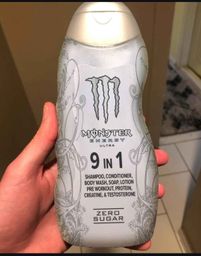 MONSTER
ENERGY
ULTRA
9 IN 1
SHAMPOO, CONDITIONER,
BODY WASH, SOAP, LOTION
PRE WORKOUT, PROTEIN,
CREATINE, & TESTOSTERONE
ZERO
SUGAR